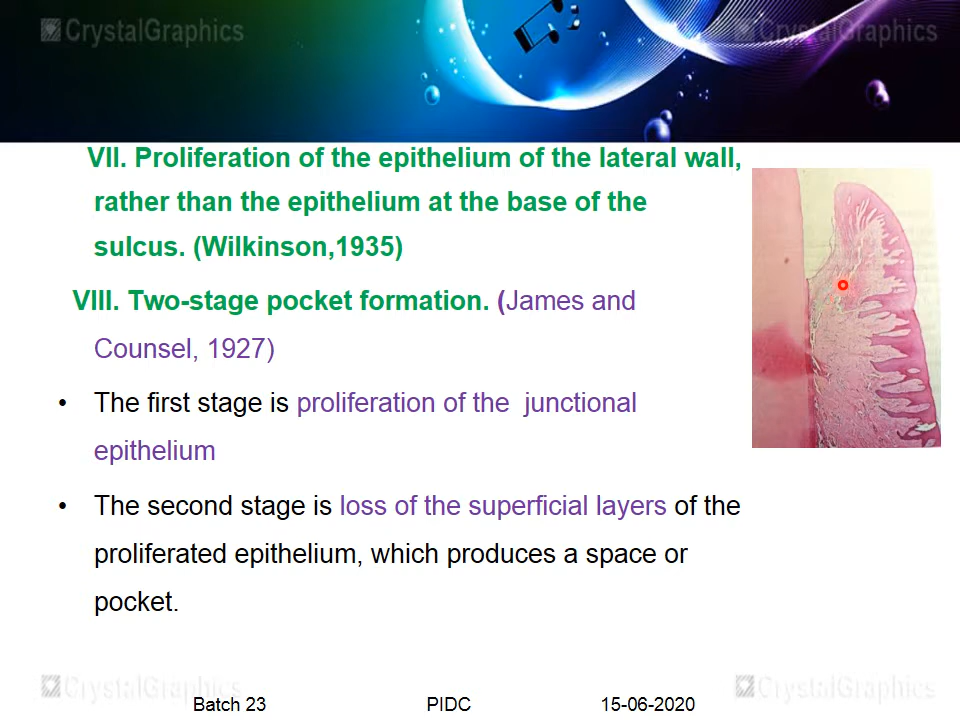 CrystalGraphics
CrystalGraphics
VII. Proliferation of the epithelium of the lateral wall,
rather than the epithelium at the base of the
sulcus. (Wilkinson,1935)
VIII. Two-stage pocket formation. (James and
Counsel, 1927)
• The first stage is proliferation of the junctional
epithelium
• The second stage is loss of the superficial layers of the
proliferated epithelium, which produces a space or
pocket.
CrystalGraphics
CrystalGraphics
Batch 23 PIDC 15-06-2020